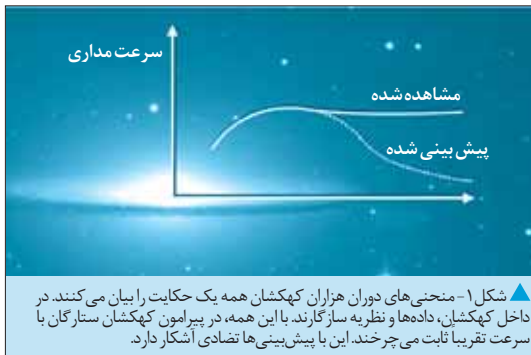 سرعت مداری
مشاهده شده
پیش بینی شده
شکل۱- منحنی‌های دوران هزاران کهکشان همه یک حکایت را بیان می‌کنند. در
داخل کهکشان، داده‌ها و نظریه سازگارند. با این همه، در پیرامون کهکشان ستارگان با
سرعت تقریباً ثابت می‌چرخند. این با پیش‌بینی‌ها تضادی آشکار دارد.